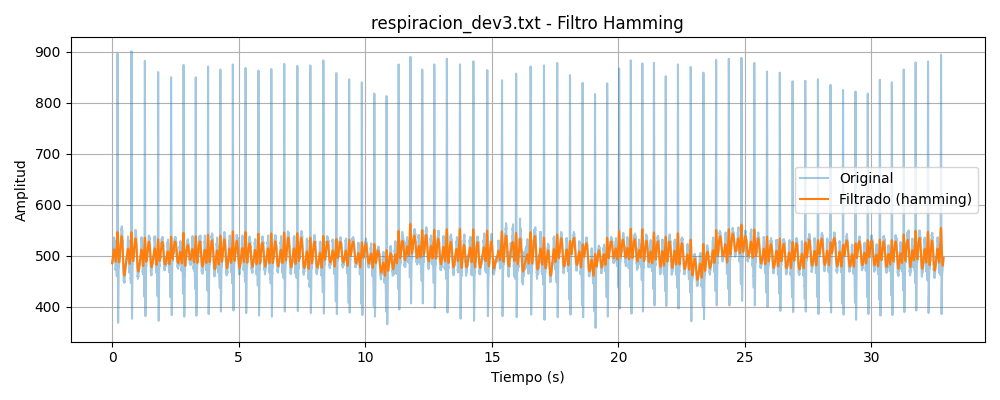 respiracion_dev3.txt - Filtro Hamming
900
800
700
600
500
400
Amplitud
Original
Filtrado (hamming)
0 5 10 15 20 25 30
Tiempo (s)